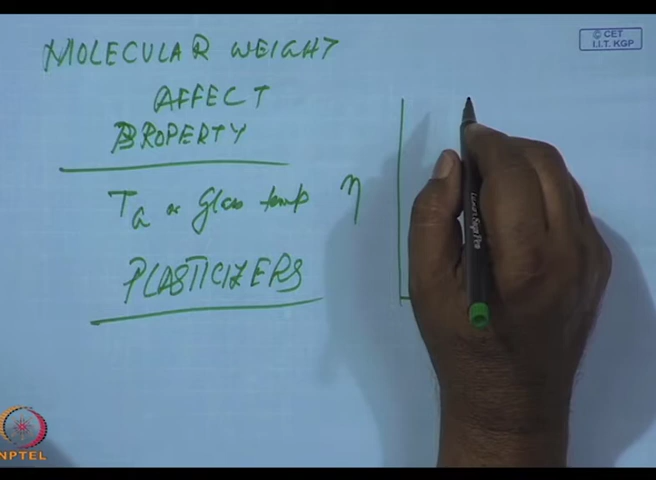 MOLECULAR WEIGHT
AFFECT
PROPERTY
TG or Glass temp
η
PLASTICIZERS
© CET
I.I.T. KGP
NPTEL